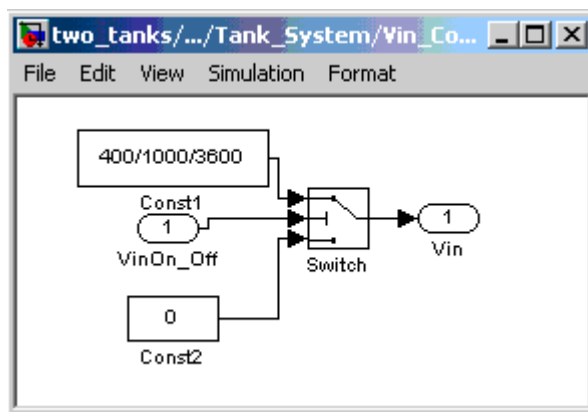 two_tanks/.../Tank_System/Vin_Co...
File Edit View Simulation Format
400/1000/3600
Const1
1
VinOn_Off
Switch
1
Vin
0
Const2